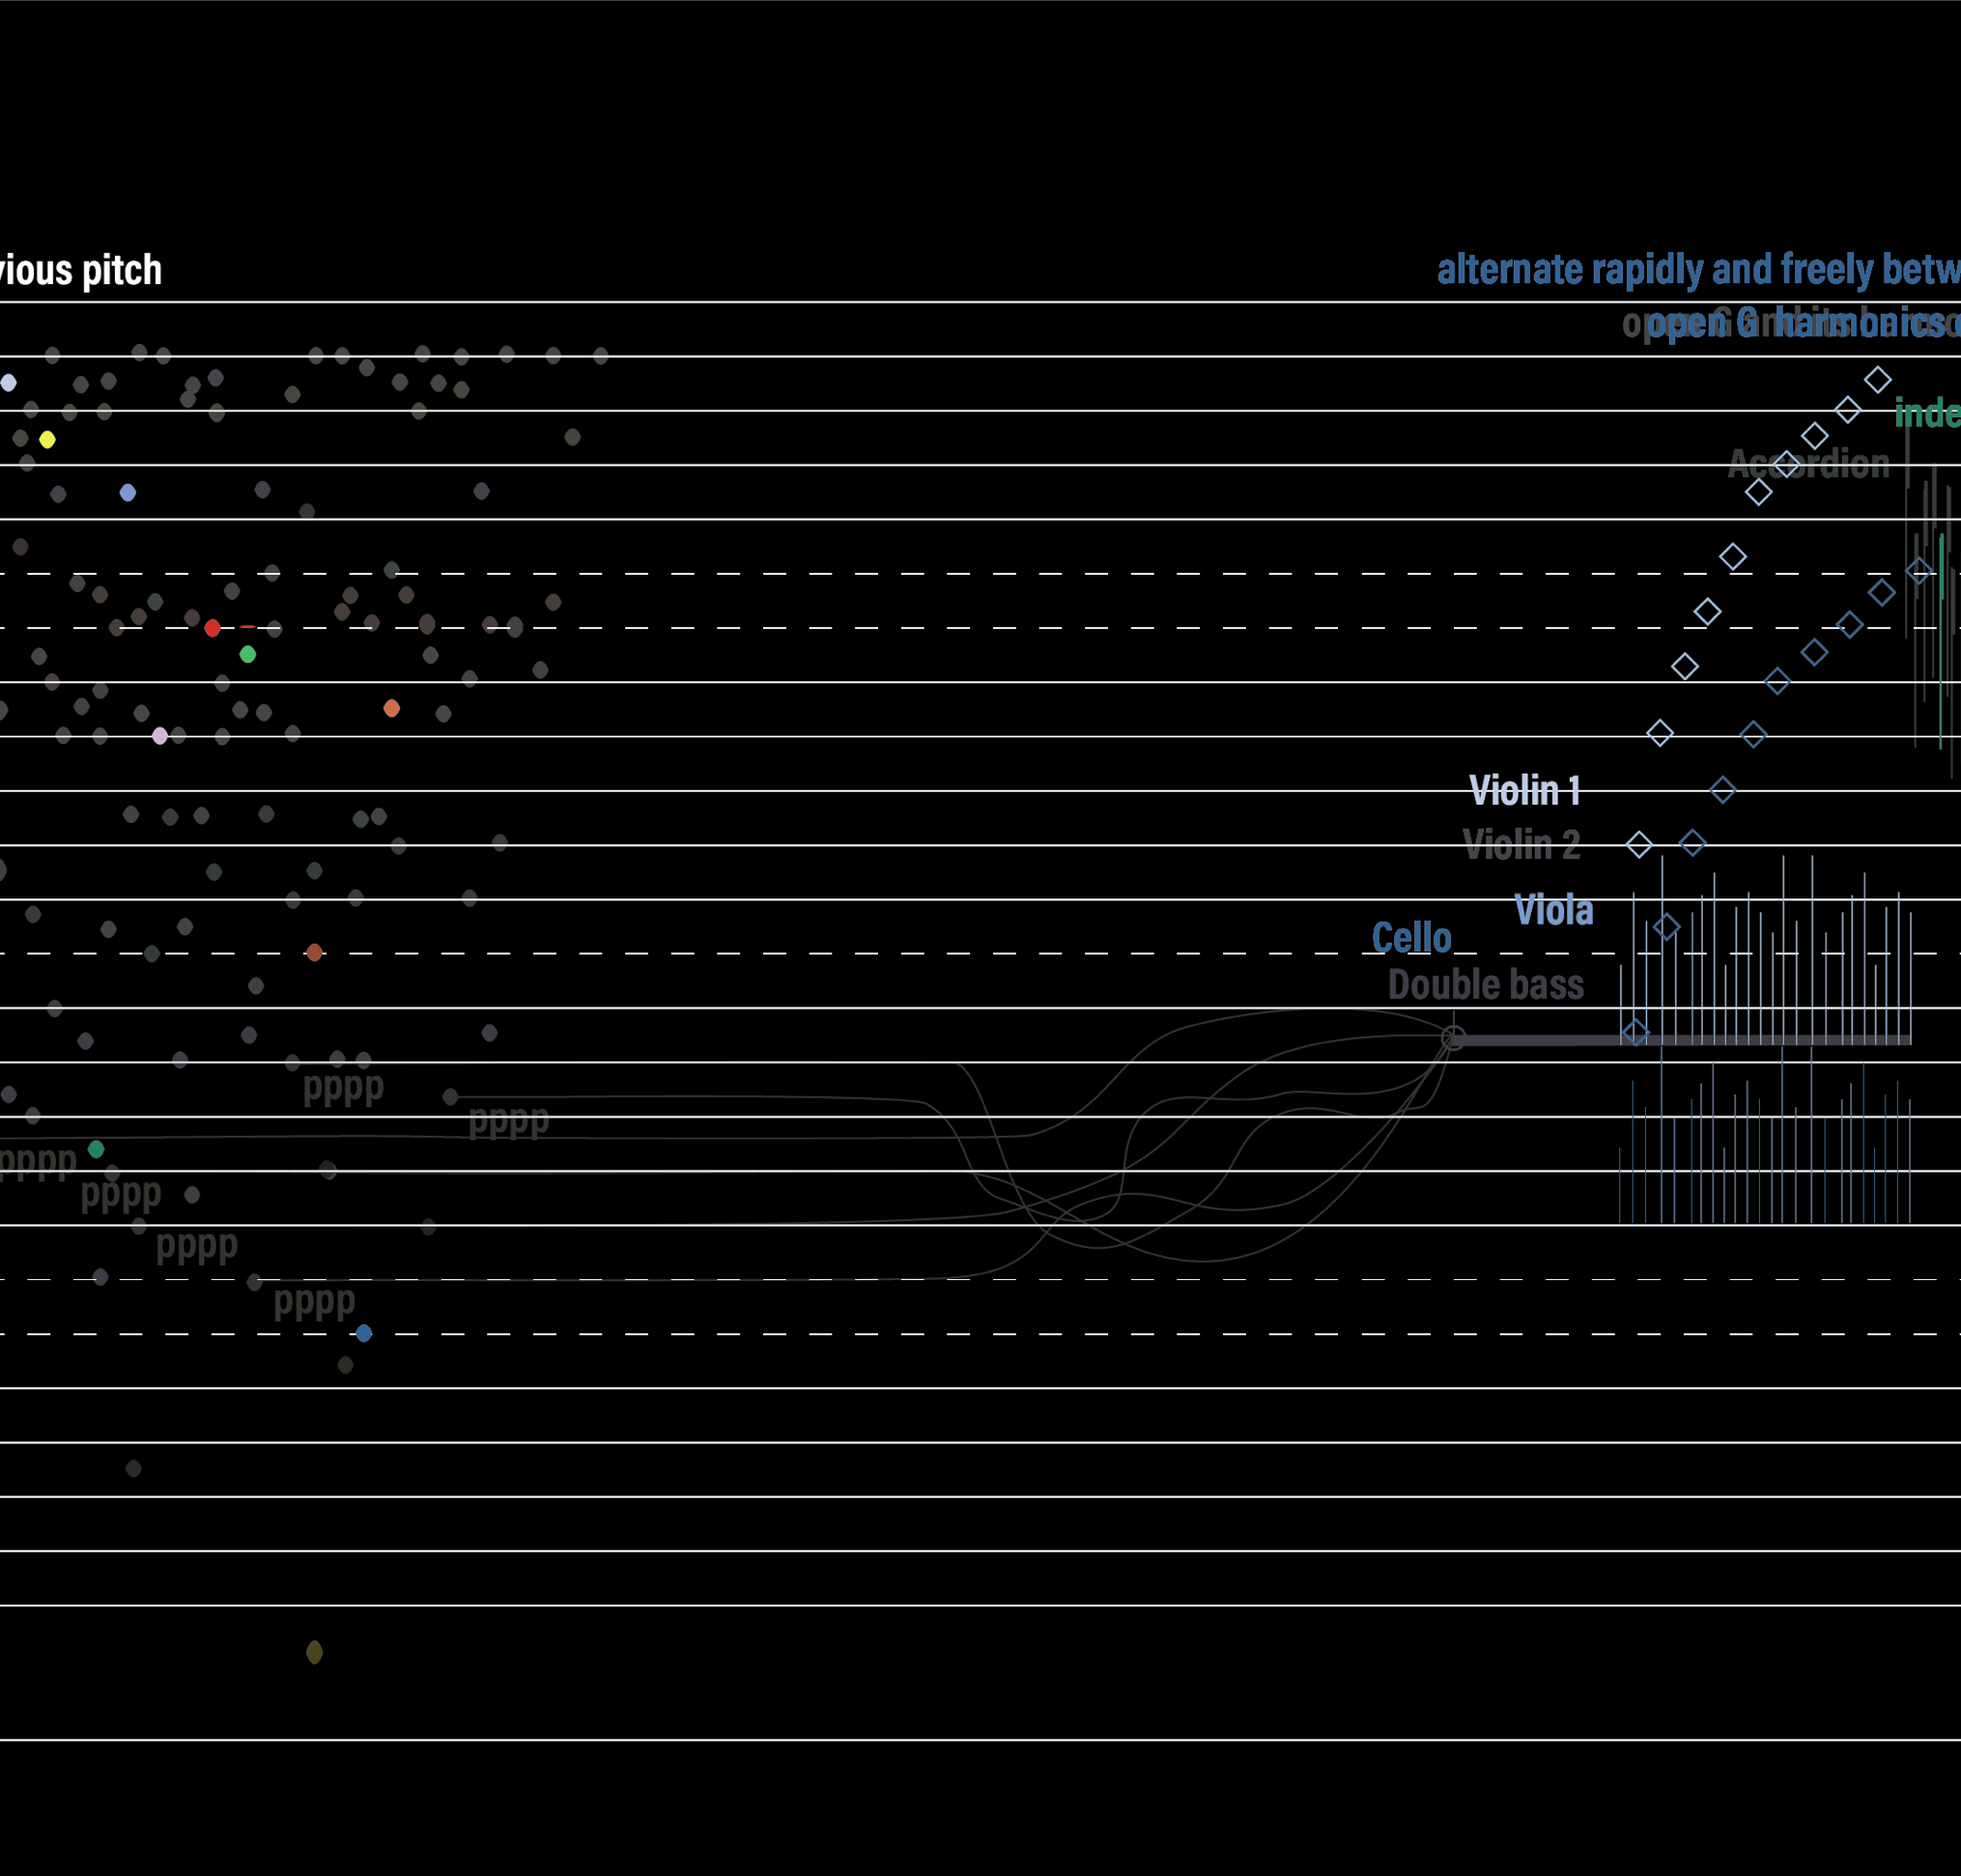 vious pitch
alternate rapidly and freely betw
open G harmonics
inde
Accordion
Violin 1
Violin 2
Viola
Cello
Double bass
pppp
pppp
pppp
pppp
pppp
pppp